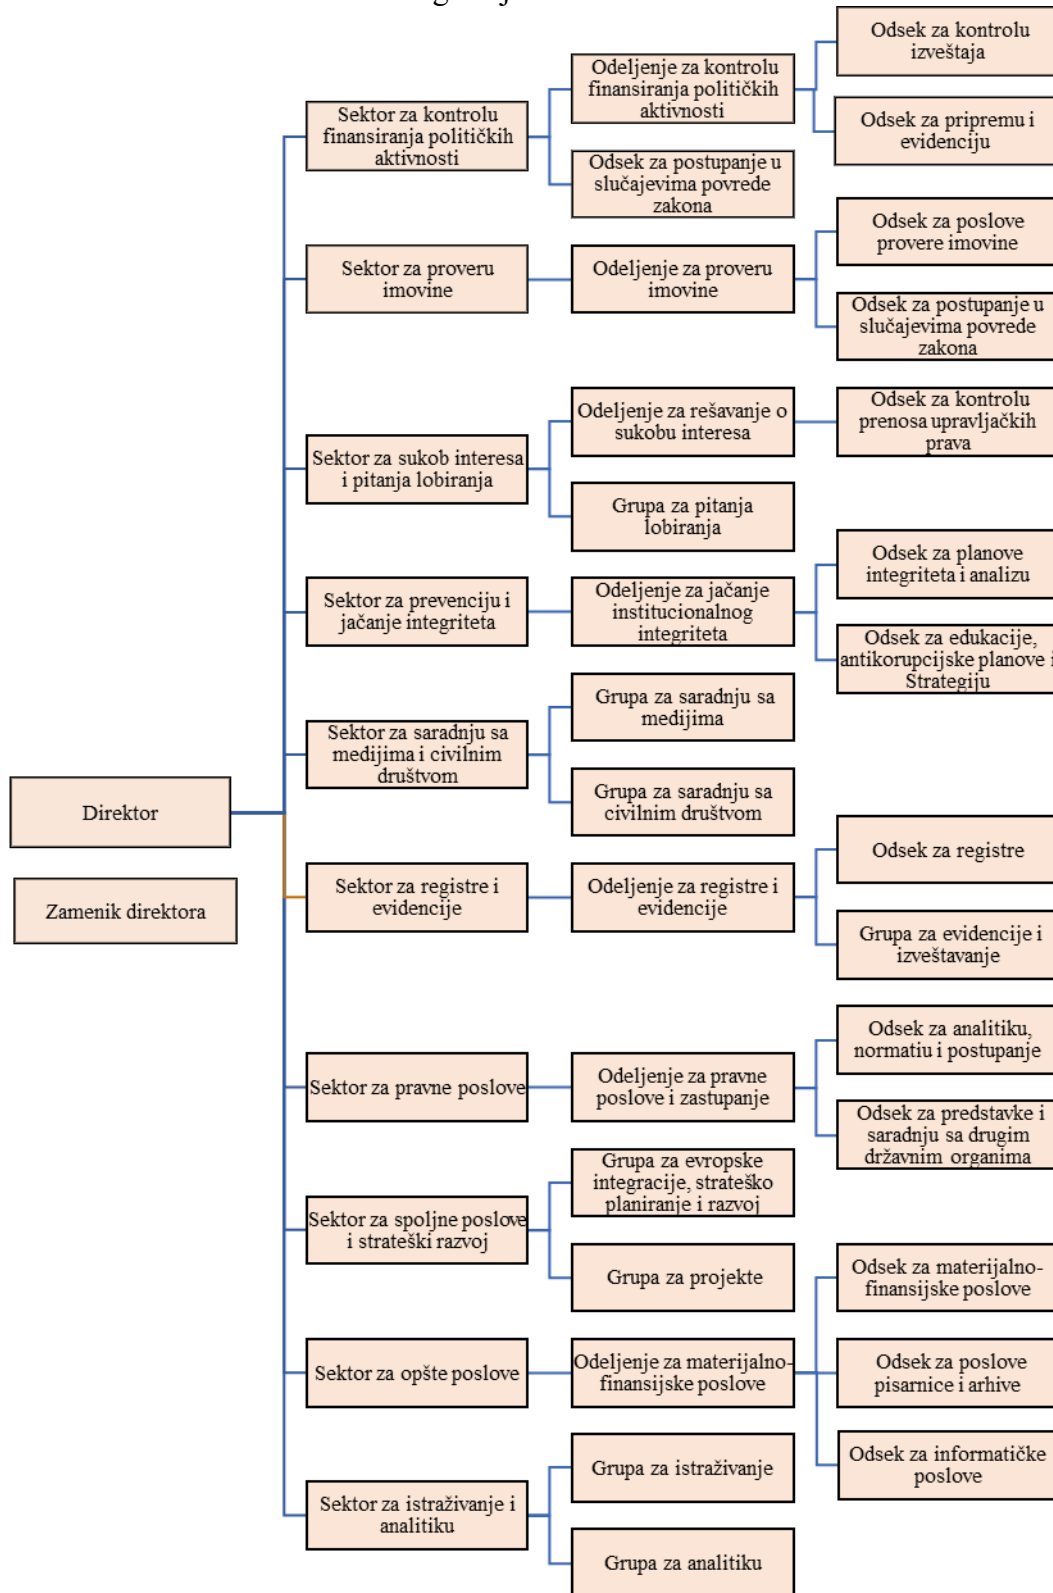 Direktor
Zamenik direktora
Sektor za kontrolu
finansiranja političkih
aktivnosti
Odeljenje za kontrolu
finansiranja političkih
aktivnosti
Odsek za kontrolu
izveštaja
Odsek za pripremu i
evidenciju
Odsek za postupanje u
slučajevima povrede
zakona
Sektor za proveru
imovine
Odeljenje za proveru
imovine
Odsek za poslove
provere imovine
Odsek za postupanje u
slučajevima povrede
zakona
Sektor za sukob interesa
i pitanja lobiranja
Odeljenje za rešavanje o
sukobu interesa
Odsek za kontrolu
prenosa upravljačkih
prava
Grupa za pitanja
lobiranja
Sektor za prevenciju i
jačanje integriteta
Odeljenje za jačanje
institucionalnog
integriteta
Odsek za planove
integriteta i analizu
Odsek za edukacije,
antikorupcijske planove i
Strategiju
Sektor za saradnju sa
medijima i civilnim
društvom
Grupa za saradnju sa
medijima
Grupa za saradnju sa
civilnim društvom
Sektor za registre i
evidencije
Odeljenje za registre i
evidencije
Odsek za registre
Grupa za evidencije i
izveštavanje
Sektor za pravne poslove
Odeljenje za pravne
poslove i zastupanje
Odsek za analitiku,
normatiu i postupanje
Odsek za predstavke i
saradnju sa drugim
državnim organima
Sektor za spoljne poslove
i strateški razvoj
Grupa za evropske
integracije, strateško
planiranje i razvoj
Grupa za projekte
Sektor za opšte poslove
Odeljenje za materijalno-
finansijske poslove
Odsek za materijalno-
finansijske poslove
Odsek za poslove
pisarnice i arhive
Odsek za informatičke
poslove
Sektor za istraživanje i
analitiku
Grupa za istraživanje
Grupa za analitiku